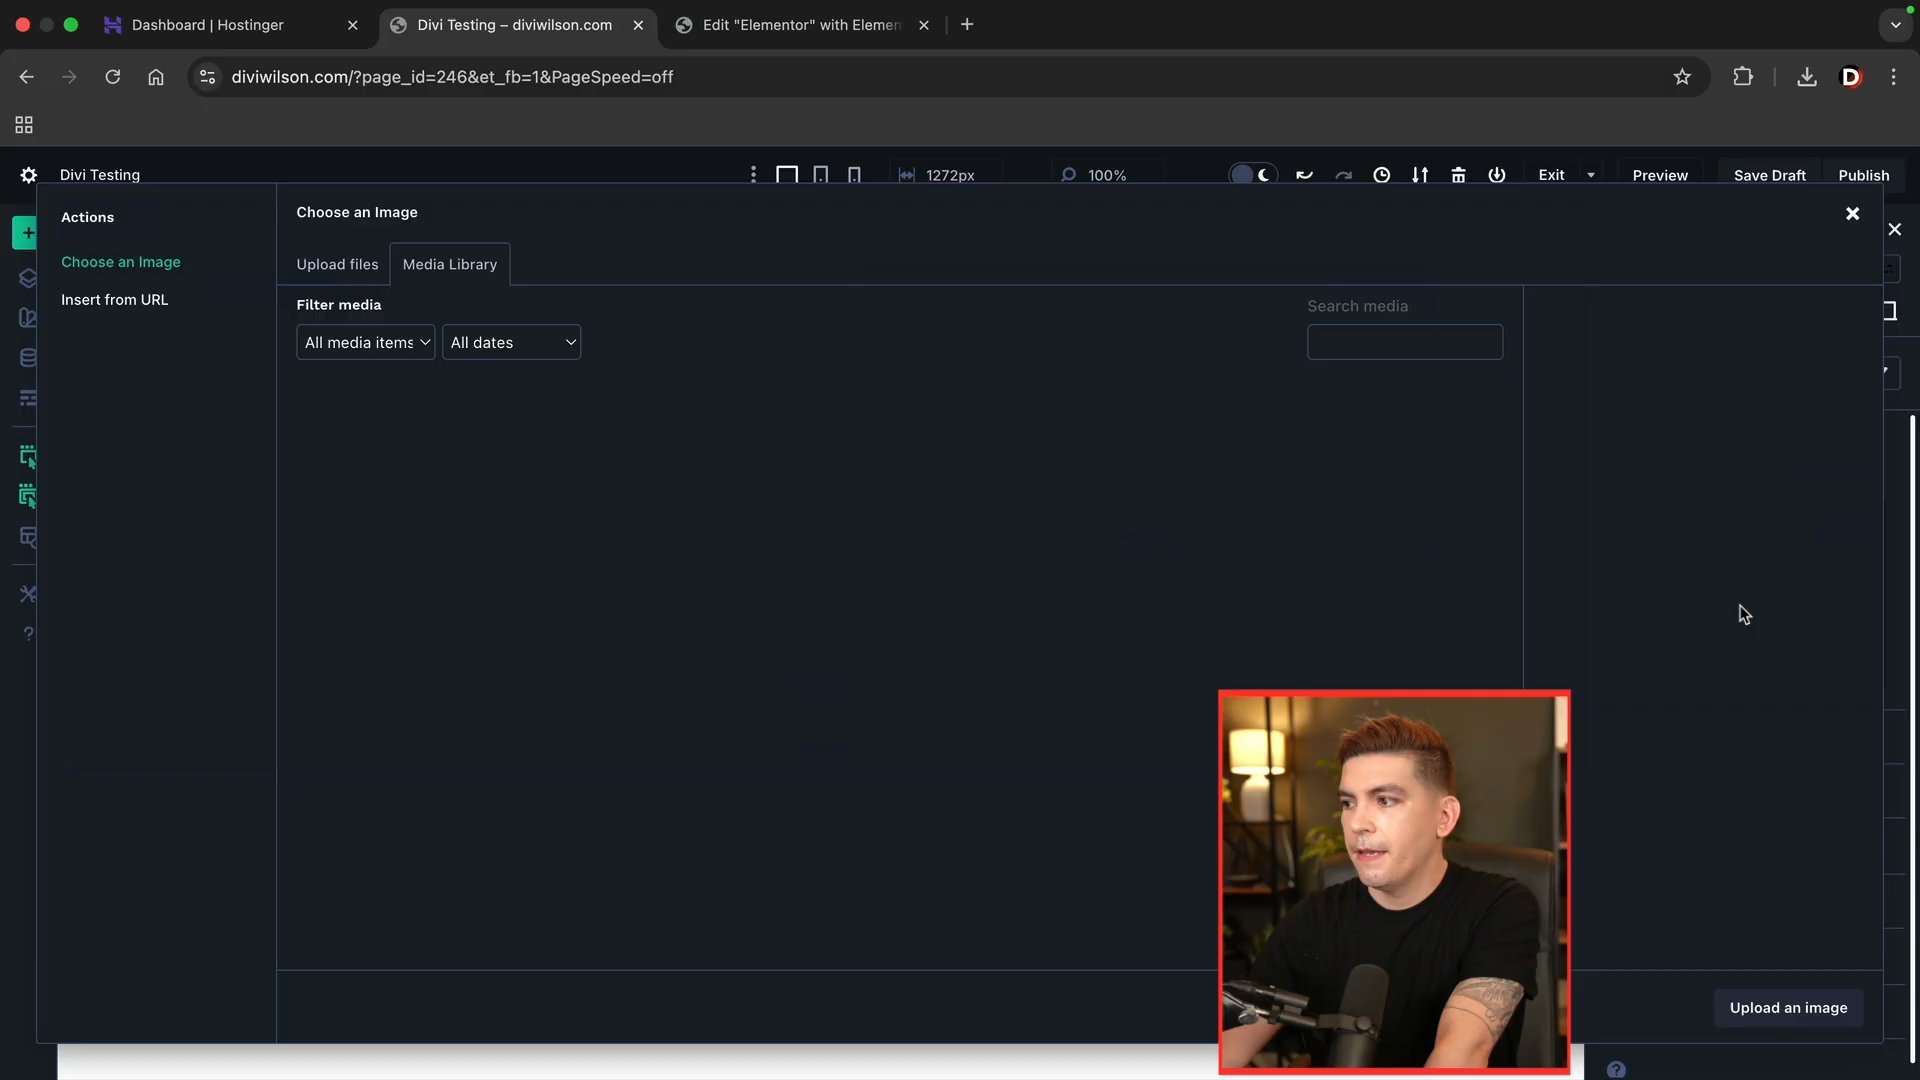 Dashboard | Hostinger
Divi Testing – diviwilson.com
Edit "Elementor" with Elemen
diviwilson.com/?page_id=246&et_fb=1&PageSpeed=off
Divi Testing
1272px
100%
Exit
Preview
Save Draft
Publish
Actions
Choose an Image
Insert from URL
Choose an Image
Upload files
Media Library
Filter media
All media items
All dates
Search media
Upload an image